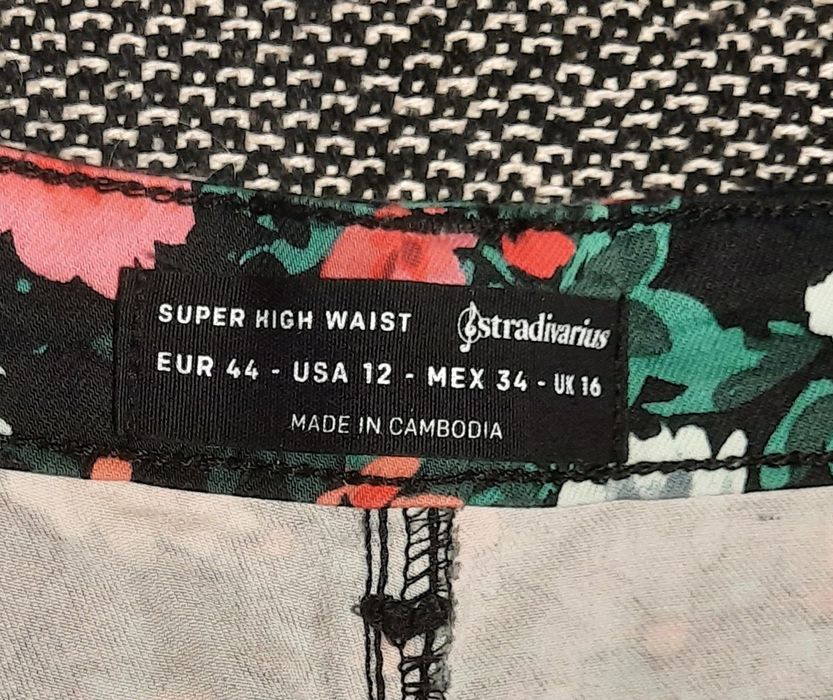 SUPER HIGH WAIST stradivarius
EUR 44 - USA 12 - MEX 34 - UK 16
MADE IN CAMBODIA